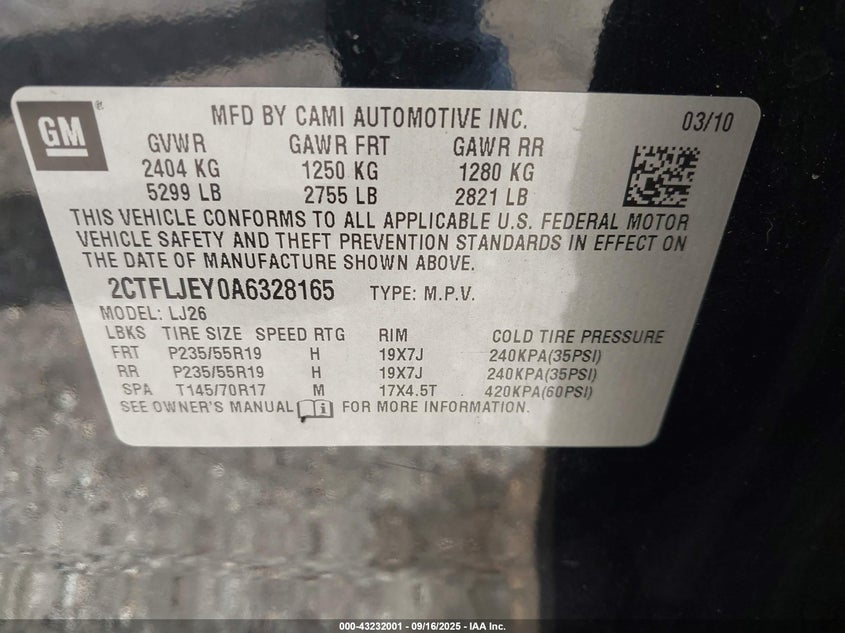 GM®
MFD BY CAMI AUTOMOTIVE INC. 03/10
GVWR GAWR FRT GAWR RR
2404 KG 1250 KG 1280 KG
5299 LB 2755 LB 2821 LB
THIS VEHICLE CONFORMS TO ALL APPLICABLE U.S. FEDERAL MOTOR
VEHICLE SAFETY AND THEFT PREVENTION STANDARDS IN EFFECT ON
THE DATE OF MANUFACTURE SHOWN ABOVE.
2CTFLJEY0A6328165 TYPE: M.P.V.
MODEL: LJ26
LBKS TIRE SIZE SPEED RTG RIM COLD TIRE PRESSURE
FRT P235/55R19 H 19X7J 240KPA(35PSI)
RR P235/55R19 H 19X7J 240KPA(35PSI)
SPA T145/70R17 M 17X4.5T 420KPA(60PSI)
SEE OWNER'S MANUAL i FOR MORE INFORMATION.
000-43232001 - 09/16/2025 - IAA Inc.